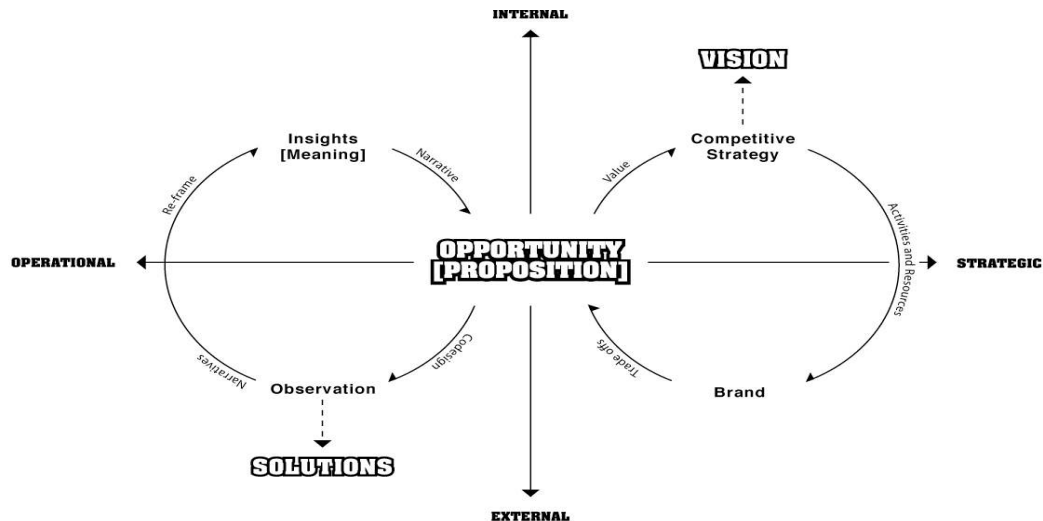 INTERNAL
VISION
Insights
[Meaning]
Competitive
Strategy
Narrative
Value
Re-frame
Activities and Resources
OPPORTUNITY
[PROPOSITION]
OPERATIONAL
STRATEGIC
Codesign
Trade offs
Narratives
Observation
Brand
SOLUTIONS
EXTERNAL